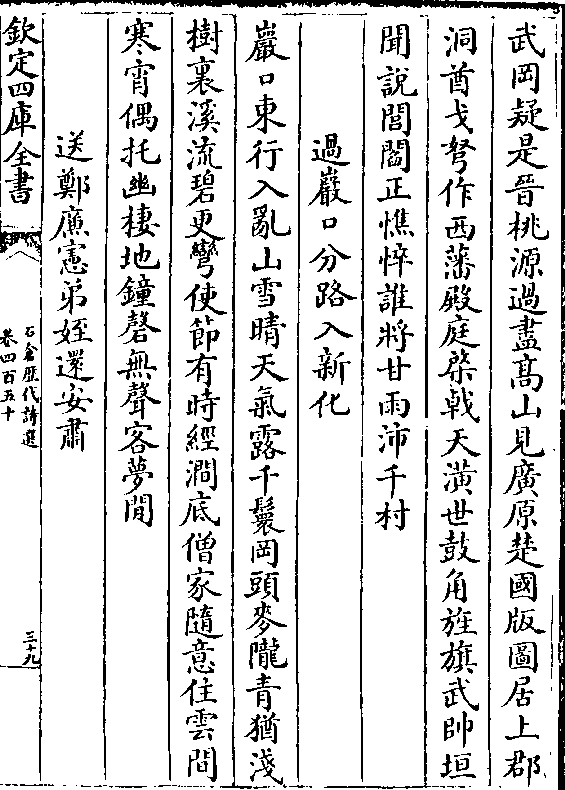 武岡疑是晉桃源過盡髙山見廣原楚國版圖居上郡
洞酋戈弩作西藩殿庭棨㦸天潢世鼓角旌旗武帥垣
聞說閭閻正憔悴誰將甘雨沛千村
過巖口分路入新化
巖口東行入亂山雪晴天氣露千鬟岡頭麥隴青猶淺
樹裏溪流碧更彎使節有時經澗底僧家隨意住雲間
寒宵偶托幽棲地鐘磬無聲客夢閒
送鄭廉憲弟姪還安肅
欽定四庫全書
石倉歴代詩選
卷四百五十
三十九